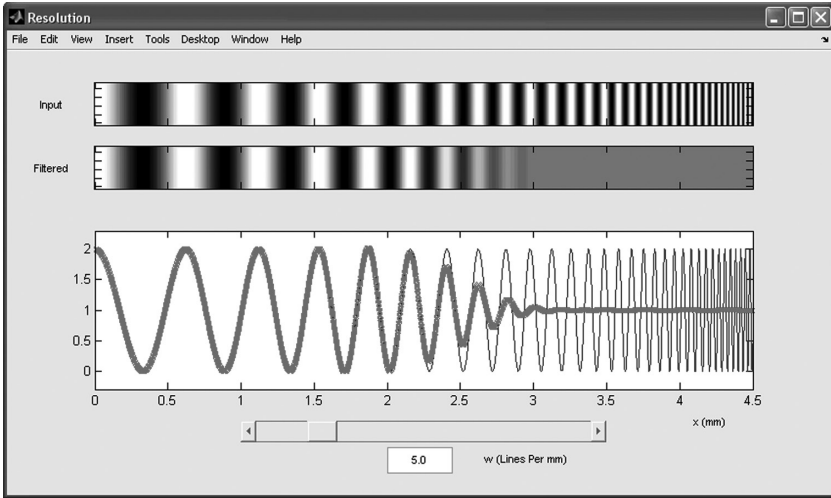 Resolution
File Edit View Insert Tools Desktop Window Help
Input
Filtered
2
1.5
1
0.5
0
0 0.5 1 1.5 2 2.5 3 3.5 4 4.5
x (mm)
5.0 w (Lines Per mm)